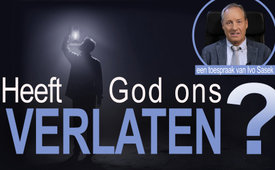 een toespraak van Ivo Sasek
Heeft God ons
VERLATEN?